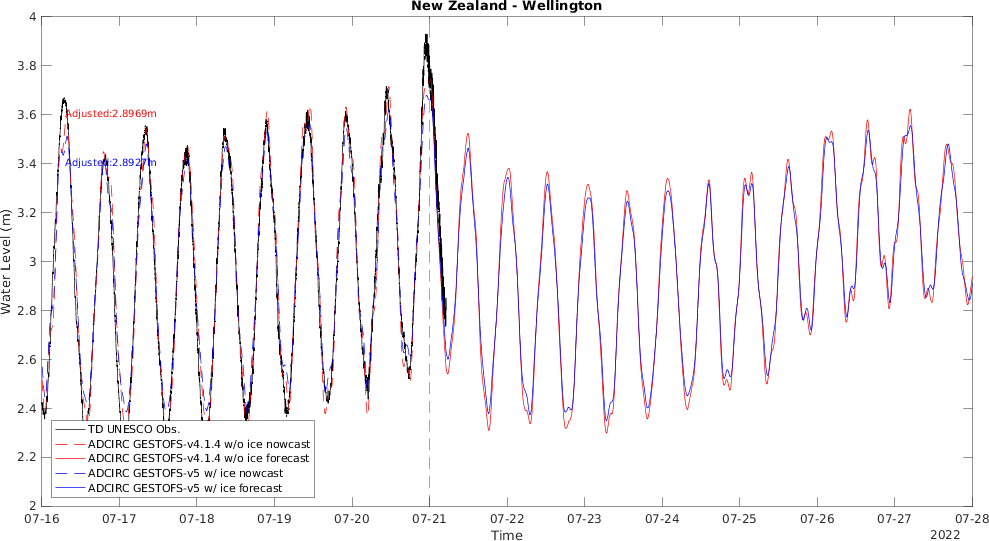 New Zealand - Wellington
4
3.8
3.6
3.4
3.2
3
2.8
2.6
2.4
2.2
2
Water Level (m)
Adjusted:2.8969m
Adjusted:2.8927m
TD UNESCO Obs.
ADCIRC GESTOFS-v4.1.4 w/o ice nowcast
ADCIRC GESTOFS-v4.1.4 w/o ice forecast
ADCIRC GESTOFS-v5 w/ ice nowcast
ADCIRC GESTOFS-v5 w/ ice forecast
07-16 07-17 07-18 07-19 07-20 07-21 07-22 07-23 07-24 07-25 07-26 07-27 07-28
Time
2022